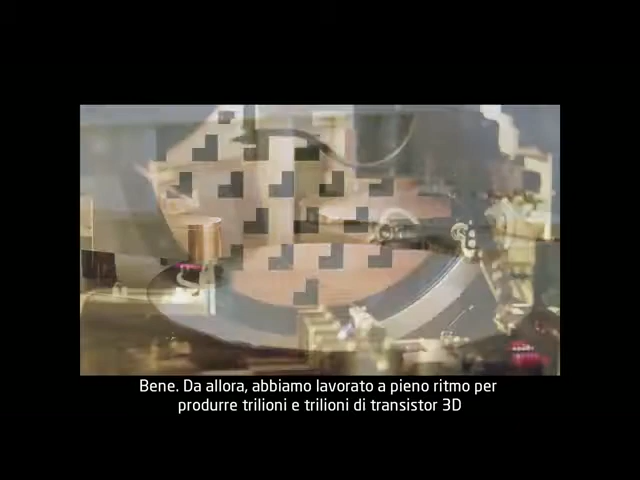 Bene. Da allora, abbiamo lavorato a pieno ritmo per
produrre trilioni e trilioni di transistor 3D